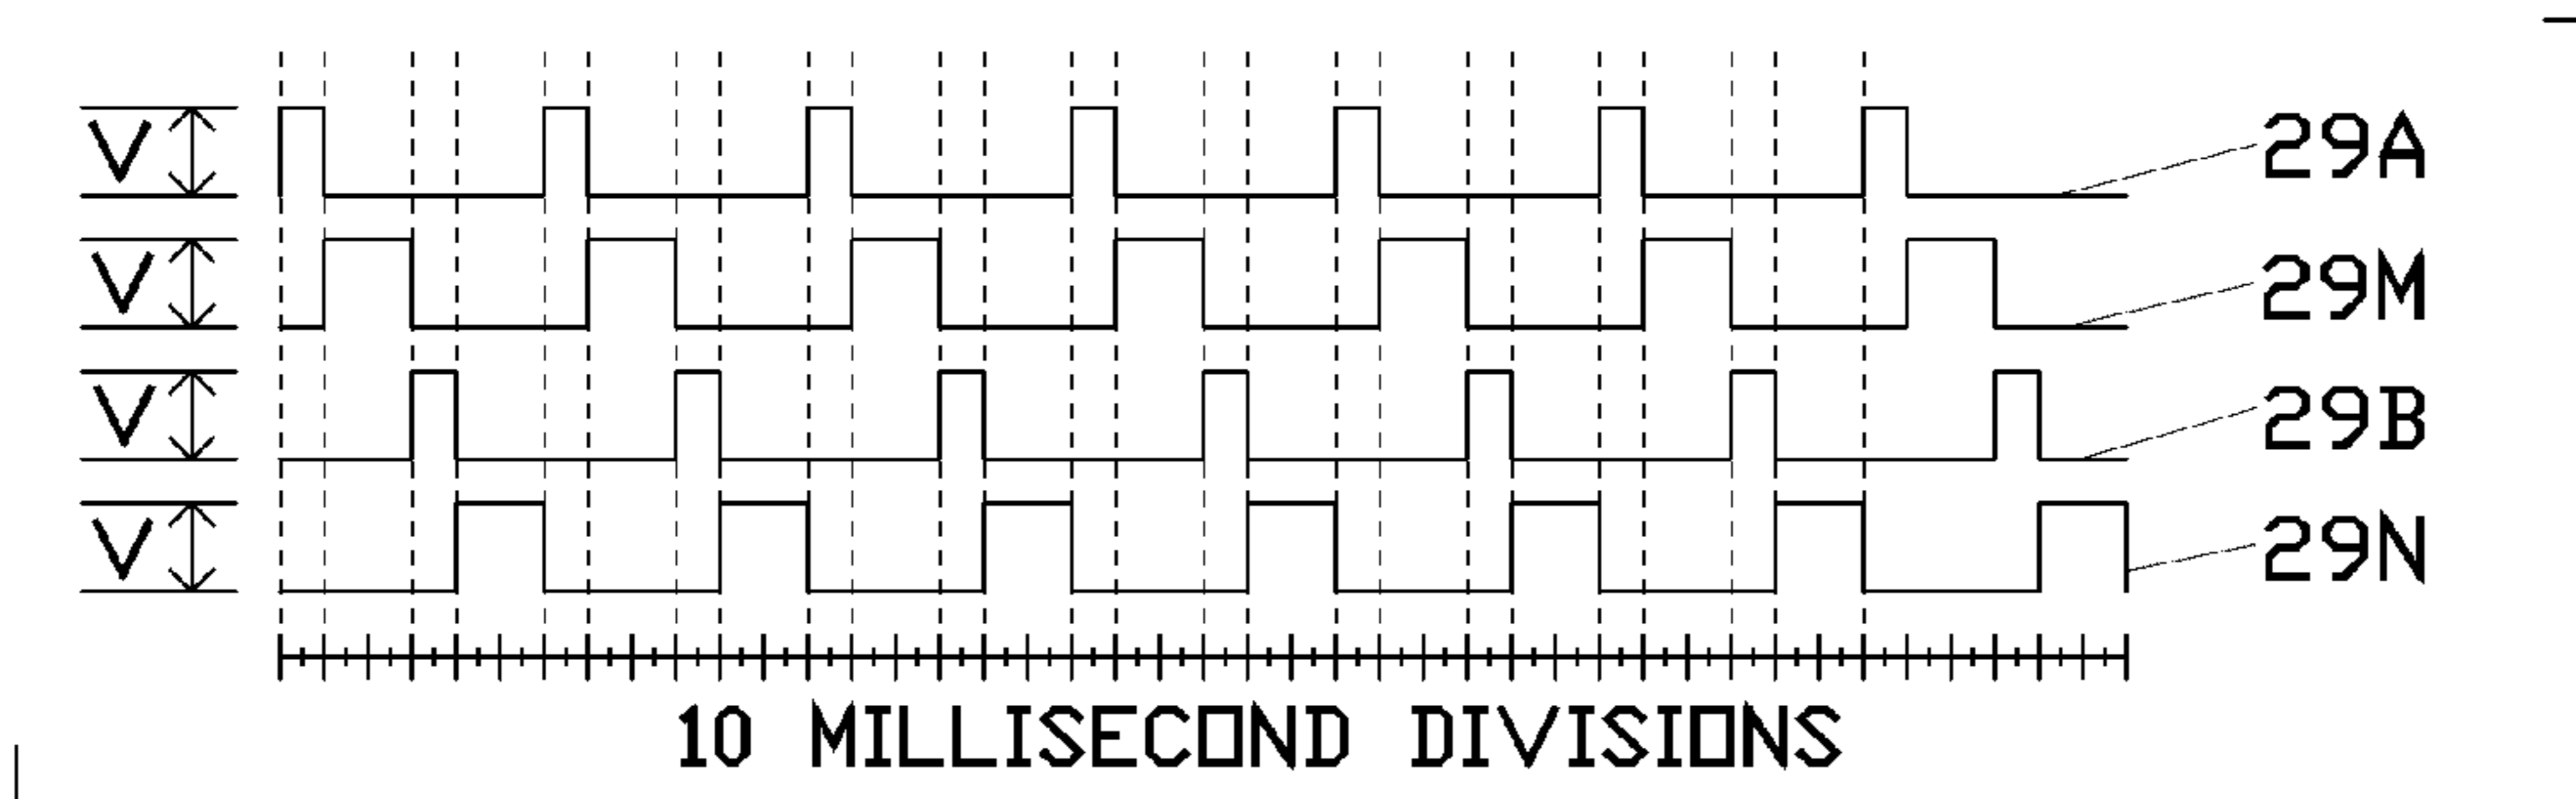 V 29A
V 29M
V 29B
V 29N
10 MILLISECOND DIVISIONS